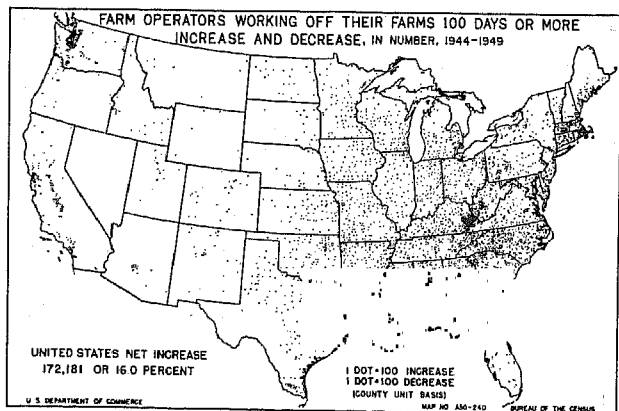 FARM OPERATORS WORKING OFF THEIR FARMS 100 DAYS OR MORE
INCREASE AND DECREASE, IN NUMBER, 1944-1949
UNITED STATES NET INCREASE
172,181 OR 16.0 PERCENT
1 DOT=100 INCREASE
1 DOT=100 DECREASE
(COUNTY UNIT BASIS)
U S DEPARTMENT OF COMMERCE
MAP NO A50-240 BUREAU OF THE CENSUS